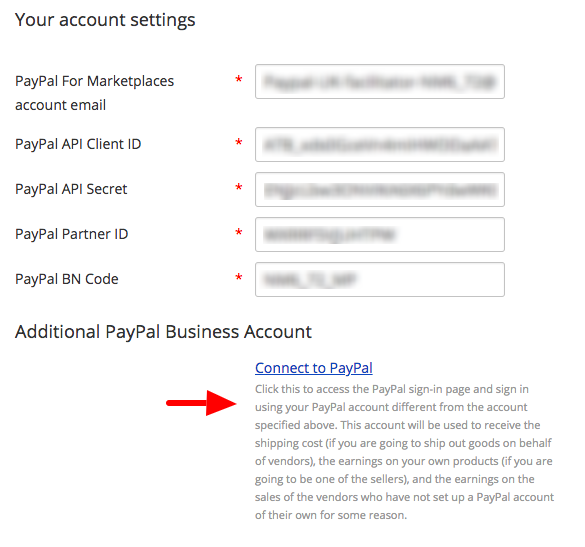 Your account settings
PayPal For Marketplaces
account email
*
PayPal API Client ID *
PayPal API Secret *
PayPal Partner ID *
PayPal BN Code *
Additional PayPal Business Account
Connect to PayPal
Click this to access the PayPal sign-in page and sign in
using your PayPal account different from the account
specified above. This account will be used to receive the
shipping cost (if you are going to ship out goods on behalf
of vendors), the earnings on your own products (if you are
going to be one of the sellers), and the earnings on the
sales of the vendors who have not set up a PayPal account
of their own for some reason.